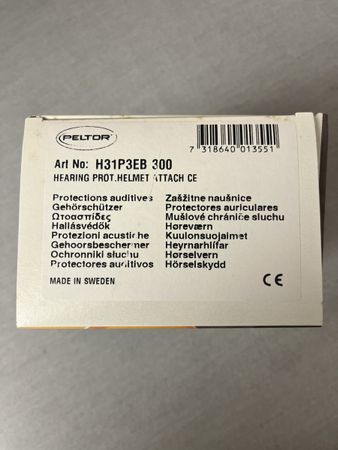 PELTOR
7 318640 013551
Art No: H31P3EB 300
HEARING PROT.HELMET ATTACH CE
Protections auditives
Gehörschützer
Ωτοασπίδες
Hallásvédők
Protezioni acustiche
Gehoorsbeschermer
Ochronniki słuchu
Protectores auditivos
Zašžitne naušnice
Protectores auriculares
Mušlové chrániče sluchu
Høreværn
Kuulonsuojaimet
Heyrnarhlífar
Hørselvern
Hörselskydd
MADE IN SWEDEN
CE